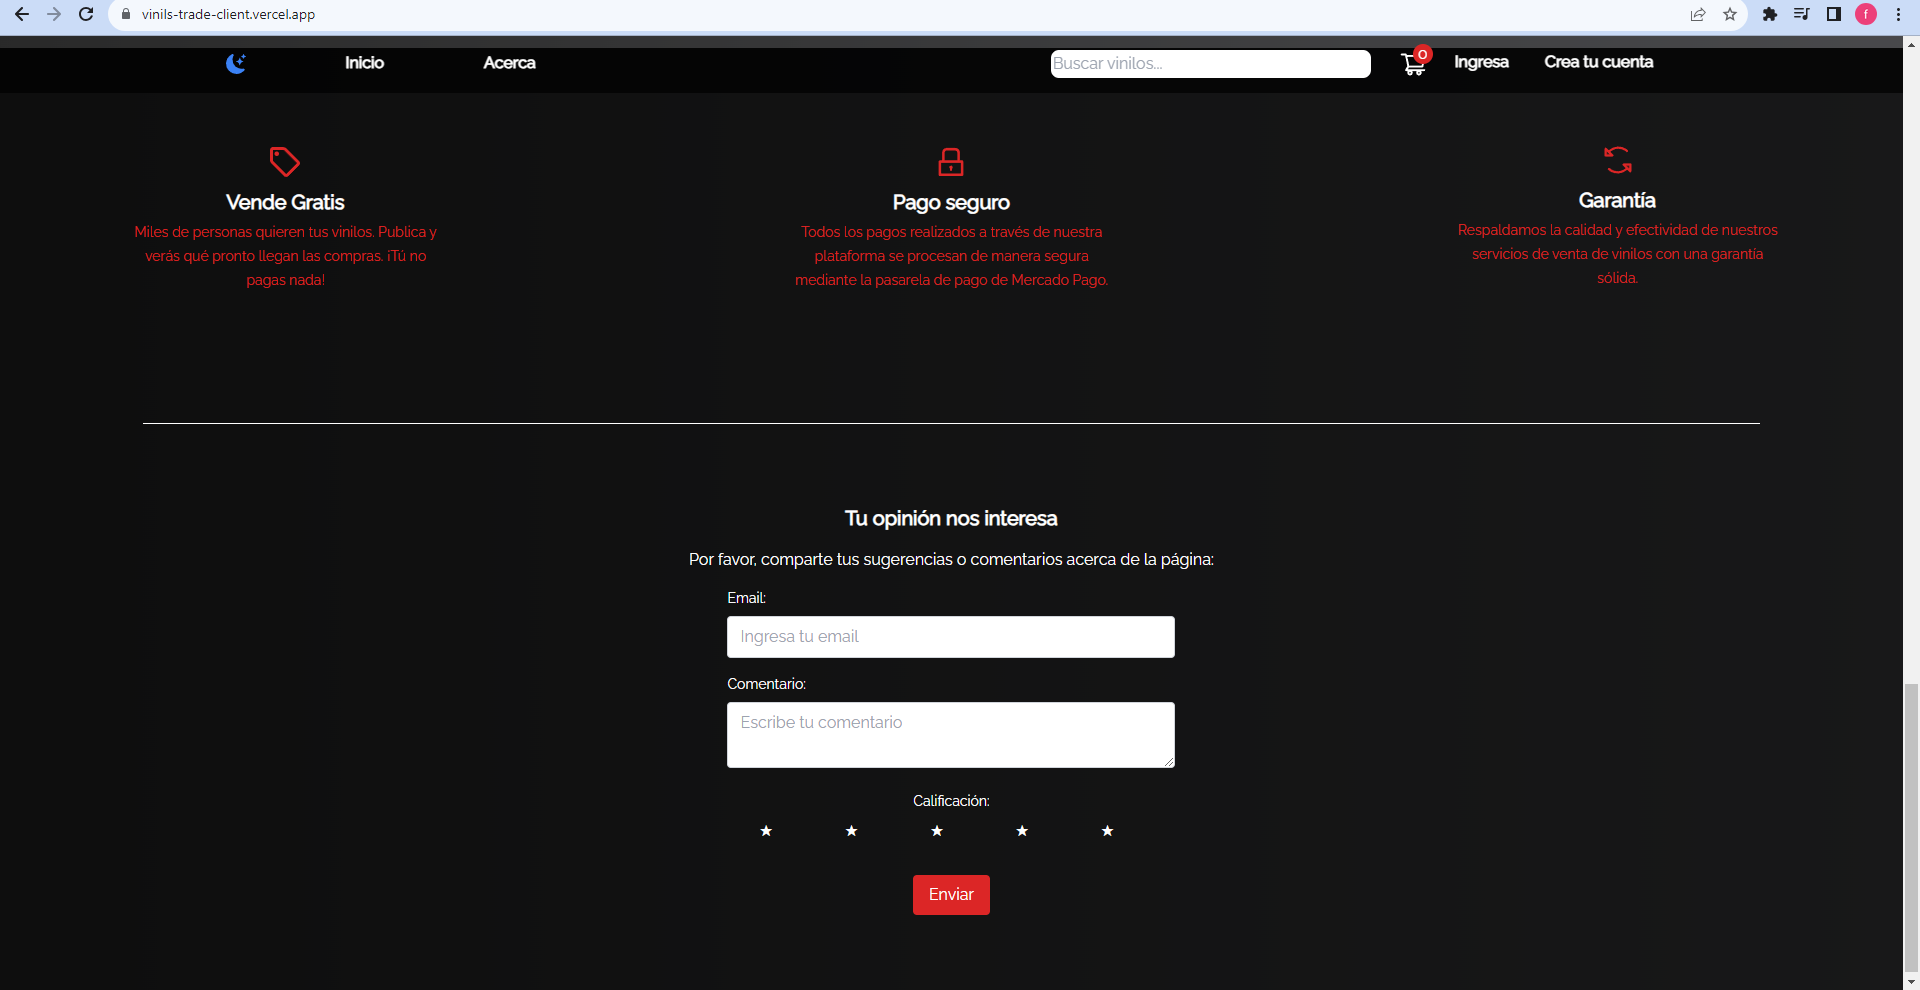 vinils-trade-client.vercel.app
f
Inicio
Acerca
Buscar vinilos...
0
Ingresa
Crea tu cuenta
Vende Gratis
Miles de personas quieren tus vinilos. Publica y
verás qué pronto llegan las compras. ¡Tú no
pagas nada!
Pago seguro
Todos los pagos realizados a través de nuestra
plataforma se procesan de manera segura
mediante la pasarela de pago de Mercado Pago.
Garantía
Respaldamos la calidad y efectividad de nuestros
servicios de venta de vinilos con una garantía
sólida.
Tu opinión nos interesa
Por favor, comparte tus sugerencias o comentarios acerca de la página:
Email:
Ingresa tu email
Comentario:
Escribe tu comentario
Calificación:
★ ★ ★ ★ ★
Enviar